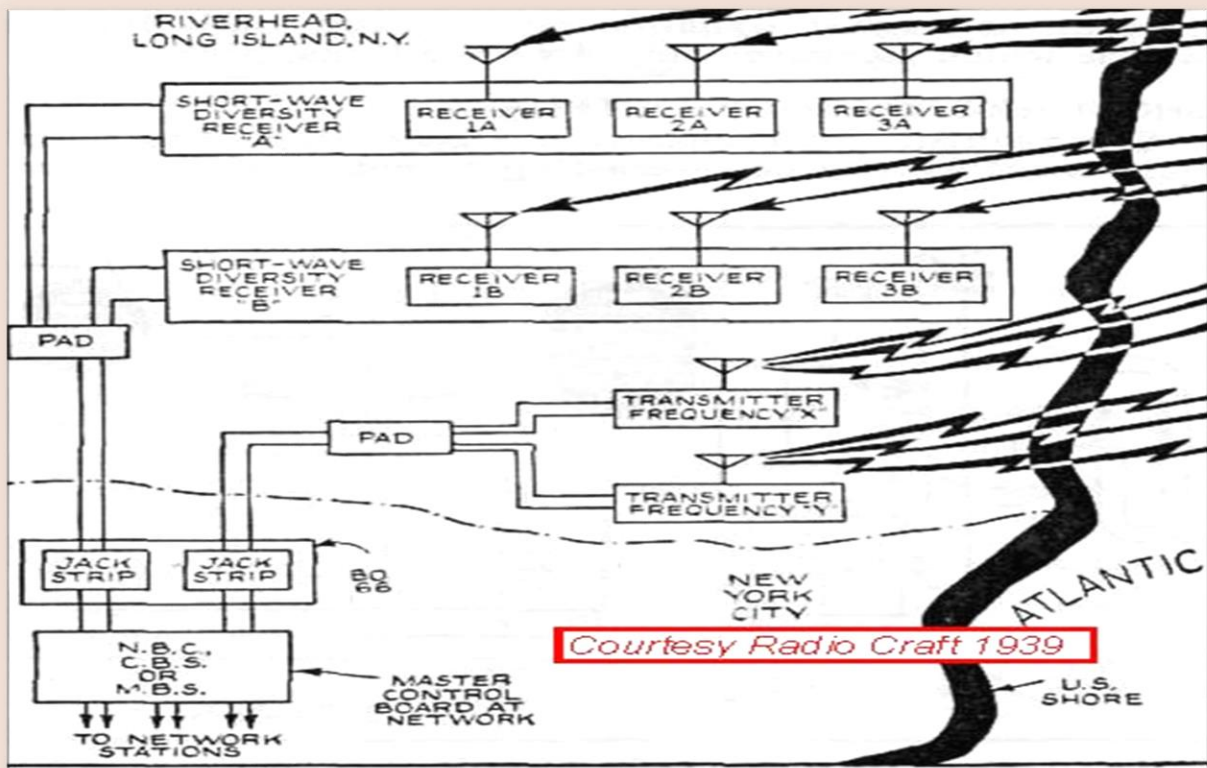 RIVERHEAD,
LONG ISLAND, N.Y.
SHORT-WAVE
DIVERSITY
RECEIVER
"A"
RECEIVER
1A
RECEIVER
2A
RECEIVER
3A
SHORT-WAVE
DIVERSITY
RECEIVER
"B"
RECEIVER
1B
RECEIVER
2B
RECEIVER
3B
PAD
TRANSMITTER
FREQUENCY "X"
PAD
TRANSMITTER
FREQUENCY "Y"
JACK
STRIP
JACK
STRIP
BO
66
NEW
YORK
CITY
ATLANTIC
Courtesy Radio Craft 1939
N.B.C.,
C.B.S.
OR
M.B.S.
MASTER
CONTROL
BOARD AT
NETWORK
U.S.
SHORE
TO NETWORK
STATIONS